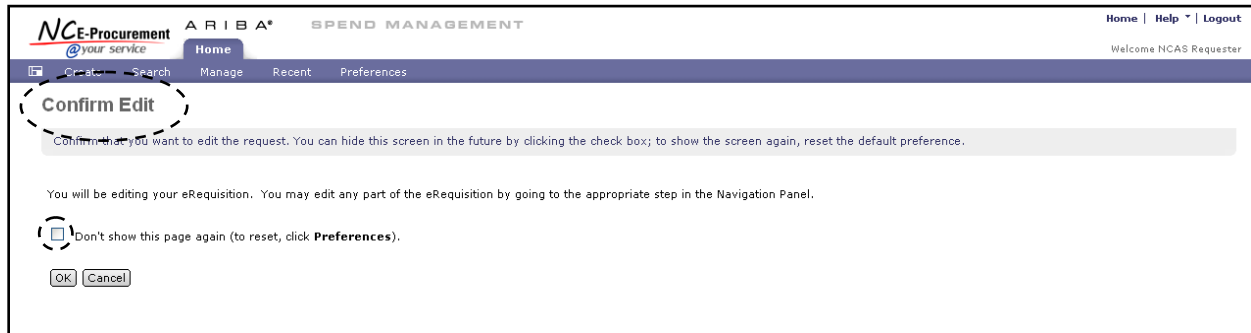 NCE-Procurement ARIBA® SPEND MANAGEMENT Home | Help | Logout
@your service Home Welcome NCAS Requester
Create Search Manage Recent Preferences
Confirm Edit
Confirm that you want to edit the request. You can hide this screen in the future by clicking the check box; to show the screen again, reset the default preference.
You will be editing your eRequisition. You may edit any part of the eRequisition by going to the appropriate step in the Navigation Panel.
Don't show this page again (to reset, click Preferences).
OK Cancel